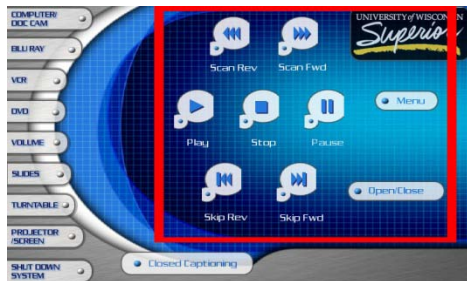 COMPUTER/
DOC CAM
BLU RAY
VCR
DVD
VOLUME
SLIDES
TURNTABLE
PROJECTOR
/SCREEN
SHUT DOWN
SYSTEM
UNIVERSITY of WISCONSIN
Superior
Scan Rev
Scan Fwd
Menu
Play
Stop
Pause
Open/Close
Skip Rev
Skip Fwd
Closed Captioning